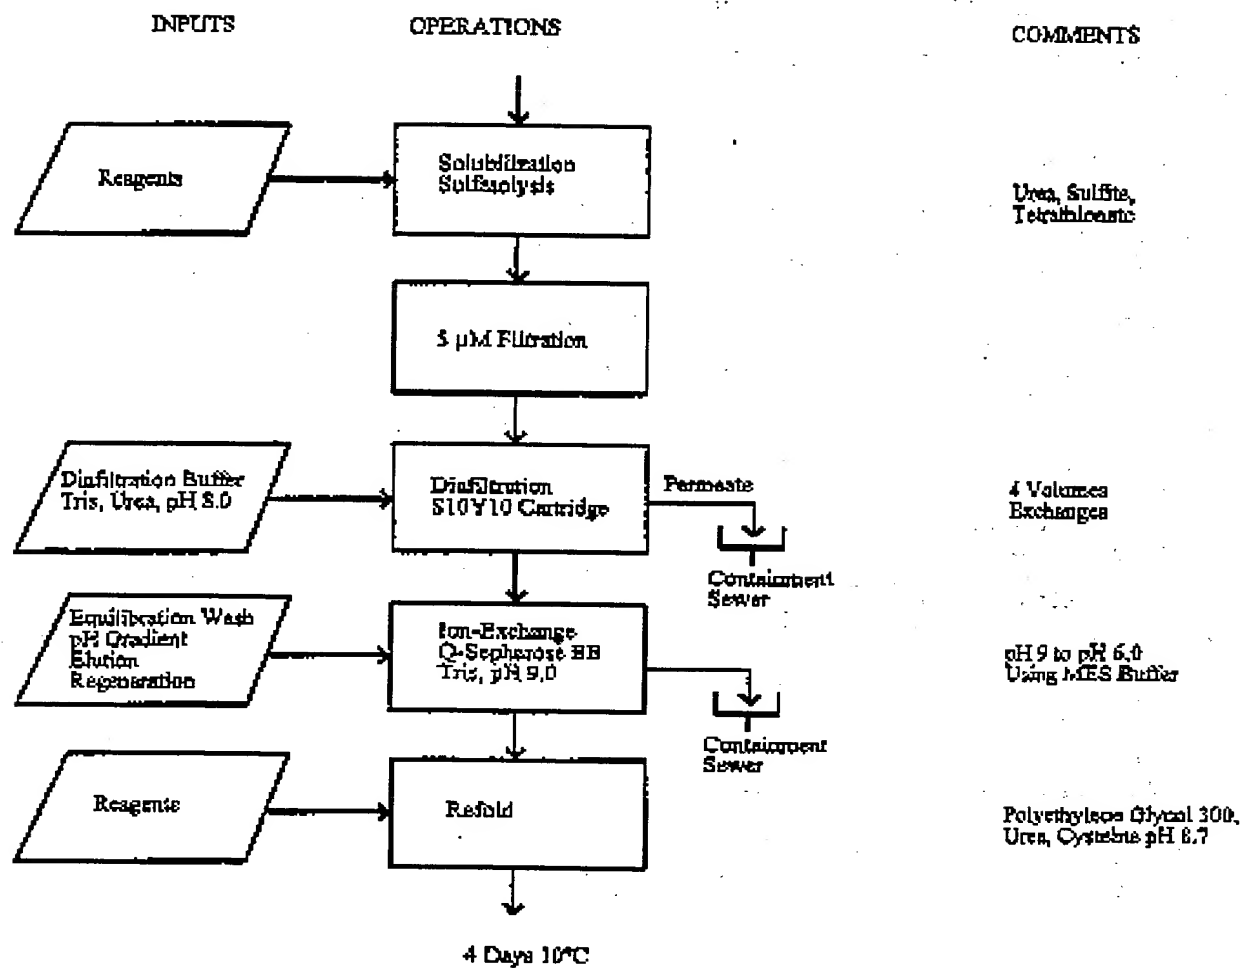 INPUTS
OPERATIONS
COMMENTS
Reagents
Solubilization
Sulfitolysis
Urea, Sulfite,
Tetrathionate
5 µM Filtration
Diafiltration Buffer
Tris, Urea, pH 8.0
Diafiltration
S10Y10 Cartridge
Permeate
4 Volumes
Exchanges
Containment
Sewer
Equilibration Wash
pH Gradient
Elution
Regeneration
Ion-Exchange
Q-Sepharose BB
Tris, pH 9.0
pH 9 to pH 6.0
Using MES Buffer
Containment
Sewer
Reagents
Refold
Polyethylene Glycol 300,
Urea, Cysteine pH 8.7
4 Days 10°C